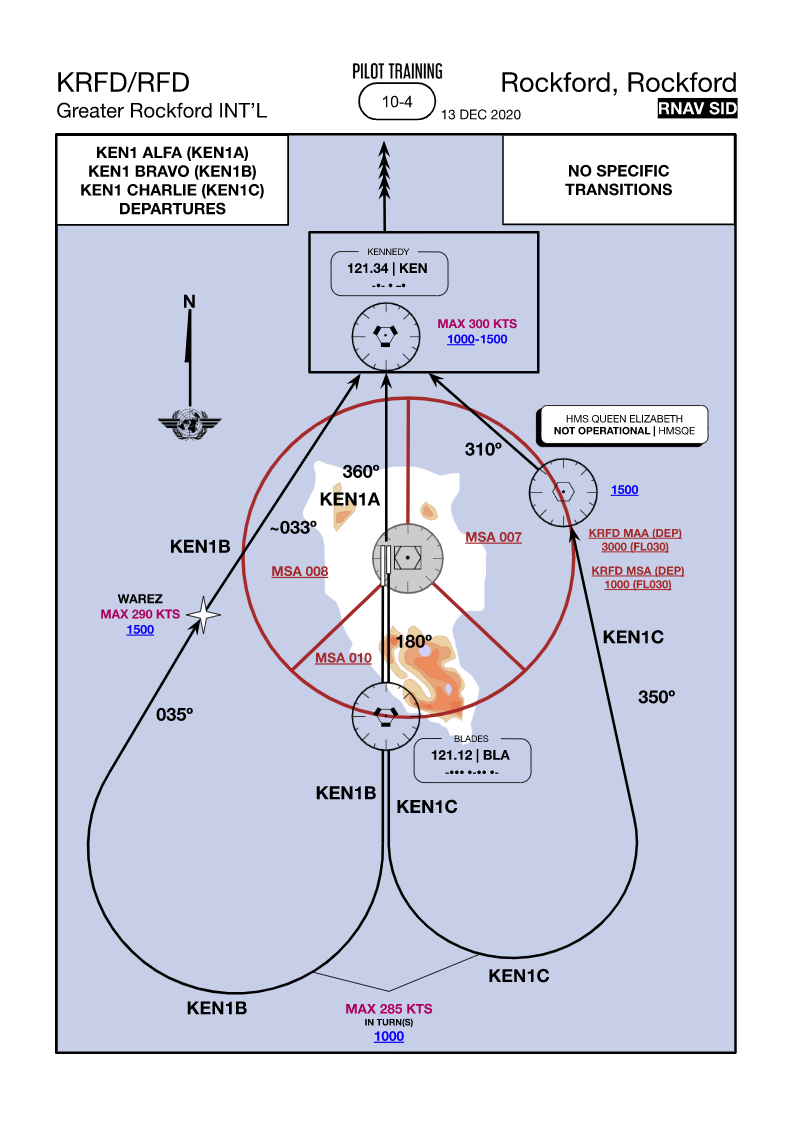 KRFD/RFD
Greater Rockford INT'L
PILOT TRAINING
10-4
13 DEC 2020
Rockford, Rockford
RNAV SID
KEN1 ALFA (KEN1A)
KEN1 BRAVO (KEN1B)
KEN1 CHARLIE (KEN1C)
DEPARTURES
NO SPECIFIC
TRANSITIONS
KENNEDY
121.34 | KEN
-•- • -•
MAX 300 KTS
1000-1500
N
HMS QUEEN ELIZABETH
NOT OPERATIONAL | HMSQE
310º
360º
KEN1A
1500
~033º
KEN1B
MSA 007
KRFD MAA (DEP)
3000 (FL030)
MSA 008
KRFD MSA (DEP)
1000 (FL030)
WAREZ
MAX 290 KTS
1500
180º
KEN1C
MSA 010
350º
035º
BLADES
121.12 | BLA
-••• •-•• •-
KEN1B
KEN1C
KEN1C
KEN1B
MAX 285 KTS
IN TURN(S)
1000